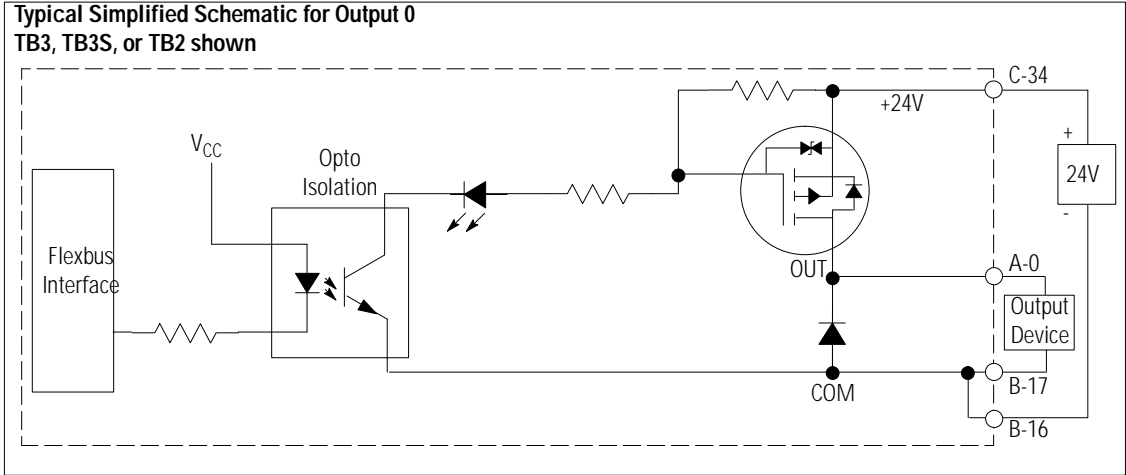 Typical Simplified Schematic for Output 0
TB3, TB3S, or TB2 shown
C-34
+24V
+
24V
-
VCC
Opto
Isolation
Flexbus
Interface
OUT
A-0
Output
Device
COM
B-17
B-16